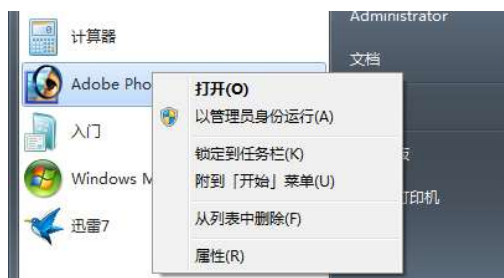 计算器
Adobe Pho
入门
Windows M
迅雷7
打开(O)
以管理员身份运行(A)
锁定到任务栏(K)
附到「开始」菜单(U)
从列表中删除(F)
属性(R)
Administrator
文档
印机